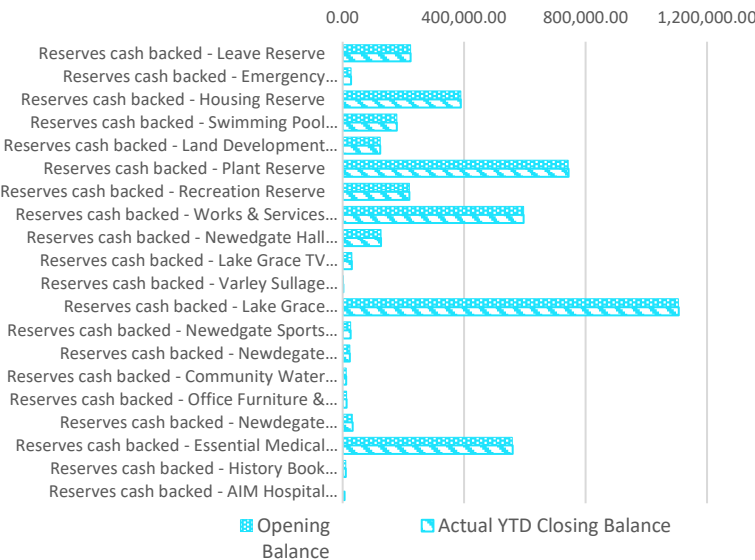 0.00 400,000.00 800,000.00 1,200,000.00
Reserves cash backed - Leave Reserve
Reserves cash backed - Emergency...
Reserves cash backed - Housing Reserve
Reserves cash backed - Swimming Pool...
Reserves cash backed - Land Development...
Reserves cash backed - Plant Reserve
Reserves cash backed - Recreation Reserve
Reserves cash backed - Works & Services...
Reserves cash backed - Newedgate Hall...
Reserves cash backed - Lake Grace TV...
Reserves cash backed - Varley Sullage...
Reserves cash backed - Lake Grace...
Reserves cash backed - Newedgate Sports...
Reserves cash backed - Newdegate...
Reserves cash backed - Community Water...
Reserves cash backed - Office Furniture &...
Reserves cash backed - Newdegate...
Reserves cash backed - Essential Medical...
Reserves cash backed - History Book...
Reserves cash backed - AIM Hospital...
Opening Actual YTD Closing Balance
Balance